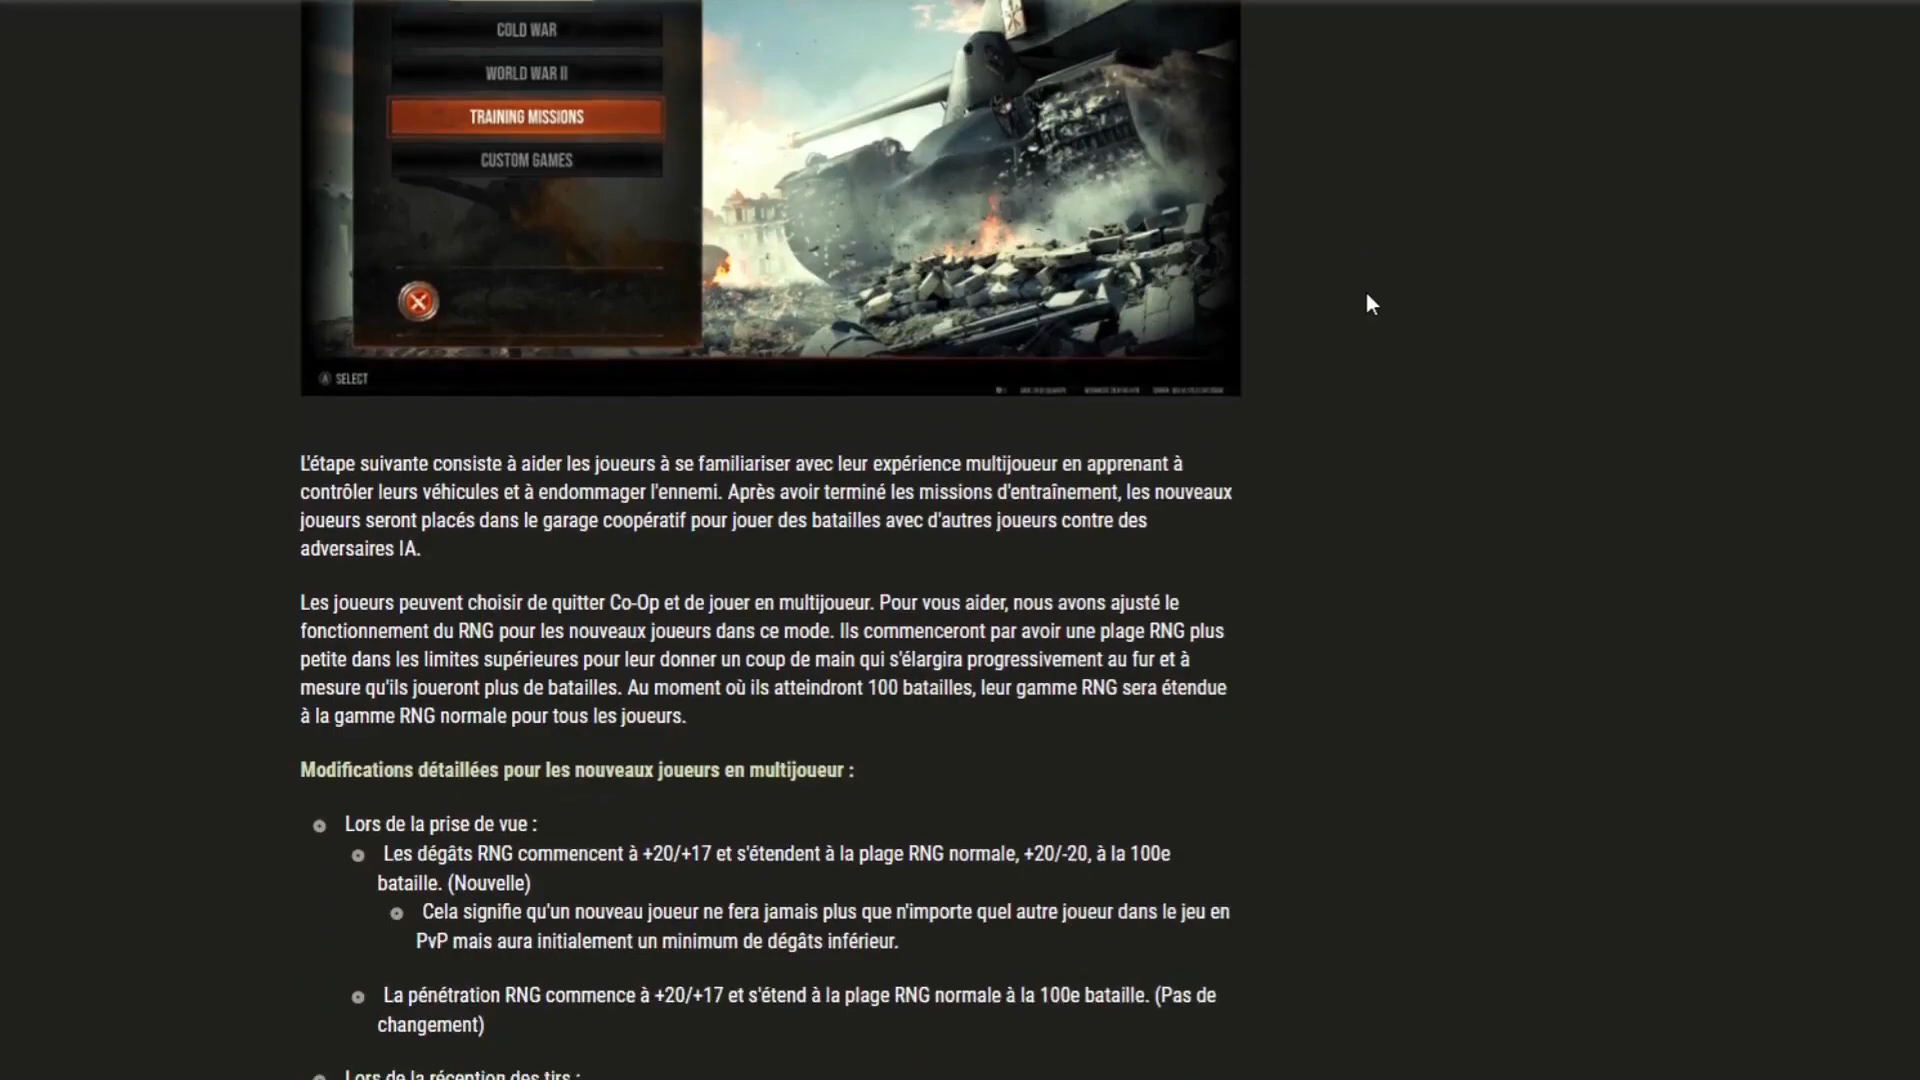 COLD WAR
WORLD WAR II
TRAINING MISSIONS
CUSTOM GAMES
SELECT
L'étape suivante consiste à aider les joueurs à se familiariser avec leur expérience multijoueur en apprenant à
contrôler leurs véhicules et à endommager l'ennemi. Après avoir terminé les missions d'entraînement, les nouveaux
joueurs seront placés dans le garage coopératif pour jouer des batailles avec d'autres joueurs contre des
adversaires IA.
Les joueurs peuvent choisir de quitter Co-Op et de jouer en multijoueur. Pour vous aider, nous avons ajusté le
fonctionnement du RNG pour les nouveaux joueurs dans ce mode. Ils commenceront par avoir une plage RNG plus
petite dans les limites supérieures pour leur donner un coup de main qui s'élargira progressivement au fur et à
mesure qu'ils joueront plus de batailles. Au moment où ils atteindront 100 batailles, leur gamme RNG sera étendue
à la gamme RNG normale pour tous les joueurs.
Modifications détaillées pour les nouveaux joueurs en multijoueur :
Lors de la prise de vue :
Les dégâts RNG commencent à +20/+17 et s'étendent à la plage RNG normale, +20/-20, à la 100e
bataille. (Nouvelle)
Cela signifie qu'un nouveau joueur ne fera jamais plus que n'importe quel autre joueur dans le jeu en
PvP mais aura initialement un minimum de dégâts inférieur.
La pénétration RNG commence à +20/+17 et s'étend à la plage RNG normale à la 100e bataille. (Pas de
changement)
Lors de la réception des tirs :